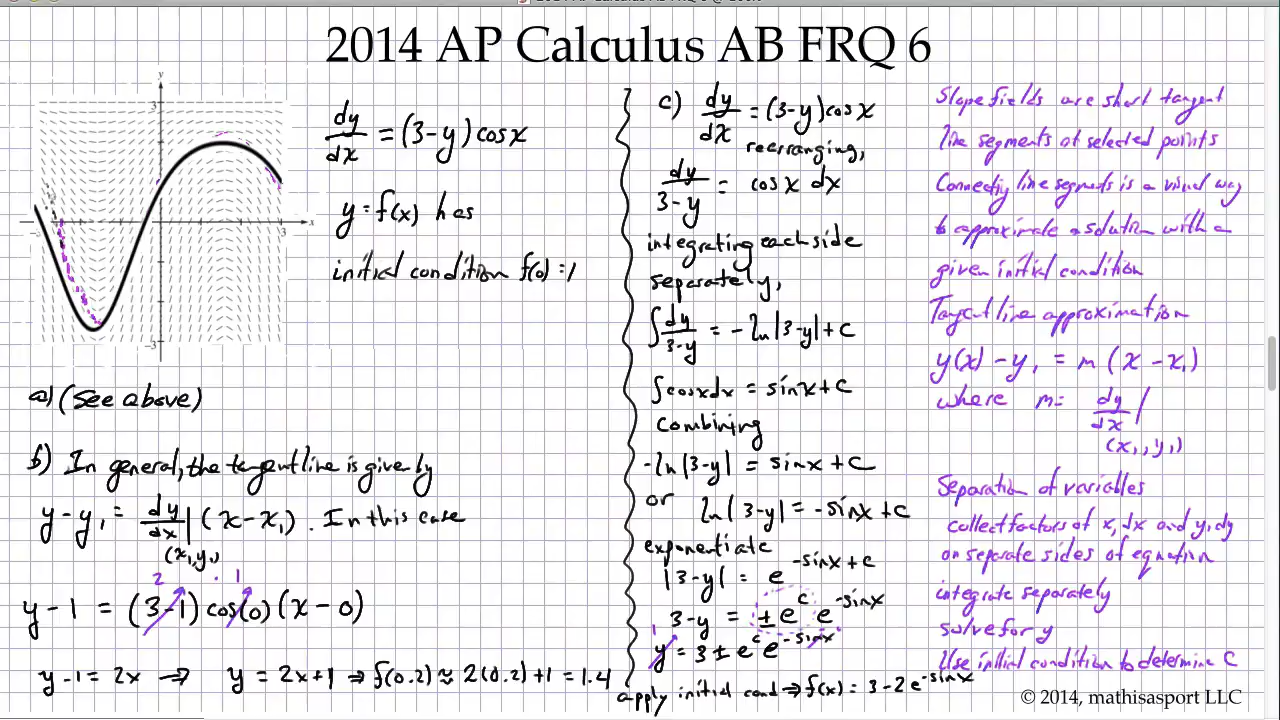 2014 AP Calculus AB FRQ 6
y
3
-3
3
x
-3
dy/dx = (3-y) cos x
y = f(x) has
initial condition f(0) = 1
a) (see above)
b) In general, the tangent line is given by
y - y₁ = dy/dx | (x₁, y₁) (x - x₁). In this case
2 1
y - 1 = (3-1) cos(0) (x - 0)
y - 1 = 2x ⇒ y = 2x+1 ⇒ f(0.2) ≈ 2(0.2)+1 = 1.4
c) dy/dx = (3-y) cos x
rearranging,
dy/3-y = cos x dx
integrating each side
separately,
∫ dy/3-y = -ln|3-y| + c
∫ cos x dx = sin x + c
Combining
-ln|3-y| = sin x + c
or ln|3-y| = -sin x + c
exponentiate
|3-y| = e^(-sin x + c)
3-y = ± e^c e^(-sin x)
1
y = 3 ± e^c e^(-sin x)
apply initial cond ⇒ f(x) = 3 - 2e^(-sin x)
Slope fields are short tangent
line segments at selected points
Connecting line segments is a visual way
to approximate a solution with a
given initial condition
Tangent line approximation
y(x) - y₁ = m (x - x₁)
where m = dy/dx |
(x₁, y₁)
Separation of variables
collect factors of x, dx and y, dy
on separate sides of equation
integrate separately
solve for y
Use initial condition to determine C
© 2014, mathisasport LLC